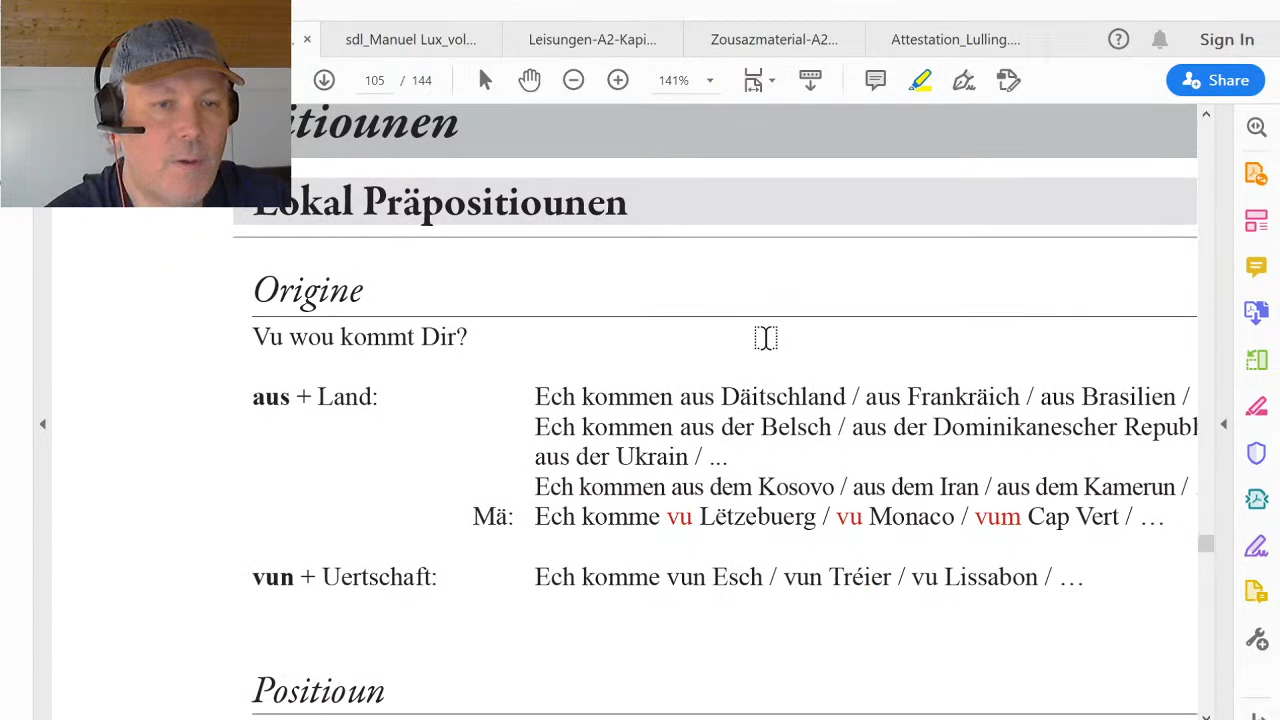 sdl_Manuel Lux_vol...
Leisungen-A2-Kapi...
Zousazmaterial-A2...
Attestation_Lulling....
Sign In
105 / 144
141%
Share
itiounen
Lokal Präpositiounen
Origine
Vu wou kommt Dir?
aus + Land: Ech kommen aus Däitschland / aus Frankräich / aus Brasilien /
Ech kommen aus der Belsch / aus der Dominikanescher Republ
aus der Ukrain / ...
Ech kommen aus dem Kosovo / aus dem Iran / aus dem Kamerun /
Mä: Ech komme vu Lëtzebuerg / vu Monaco / vum Cap Vert / …
vun + Uertschaft: Ech komme vun Esch / vun Tréier / vu Lissabon / …
Positioun